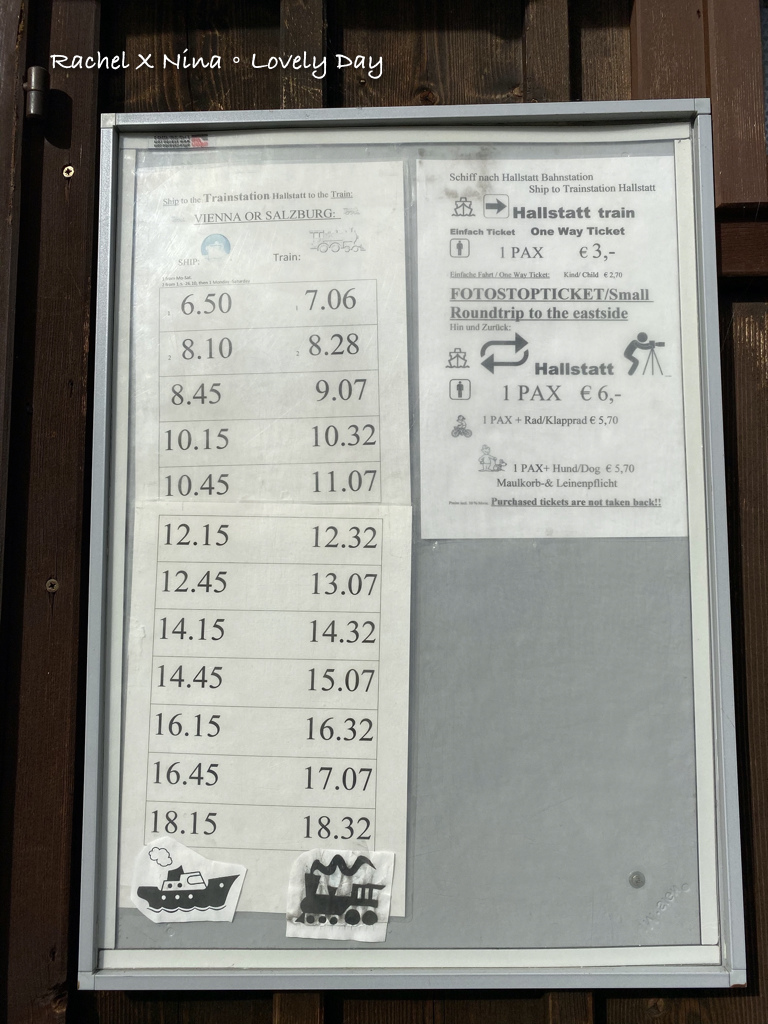 Rachel X Nina ° Lovely Day
Ship to the Trainstation Hallstatt to the Train:
VIENNA OR SALZBURG:
SHIP: Train:
1 6.50 1 7.06
2 8.10 2 8.28
8.45 9.07
10.15 10.32
10.45 11.07
12.15 12.32
12.45 13.07
14.15 14.32
14.45 15.07
16.15 16.32
16.45 17.07
18.15 18.32
Schiff nach Hallstatt Bahnstation
Ship to Trainstation Hallstatt
Hallstatt train
Einfach Ticket One Way Ticket
1 PAX € 3,-
Einfache Fahrt / One Way Ticket: Kind/ Child € 2,70
FOTOSTOPTICKET/Small
Roundtrip to the eastside
Hin und Zurück:
Hallstatt
1 PAX € 6,-
1 PAX + Rad/Klapprad € 5,70
1 PAX+ Hund/Dog € 5,70
Maulkorb-& Leinenpflicht
Purchased tickets are not taken back!!